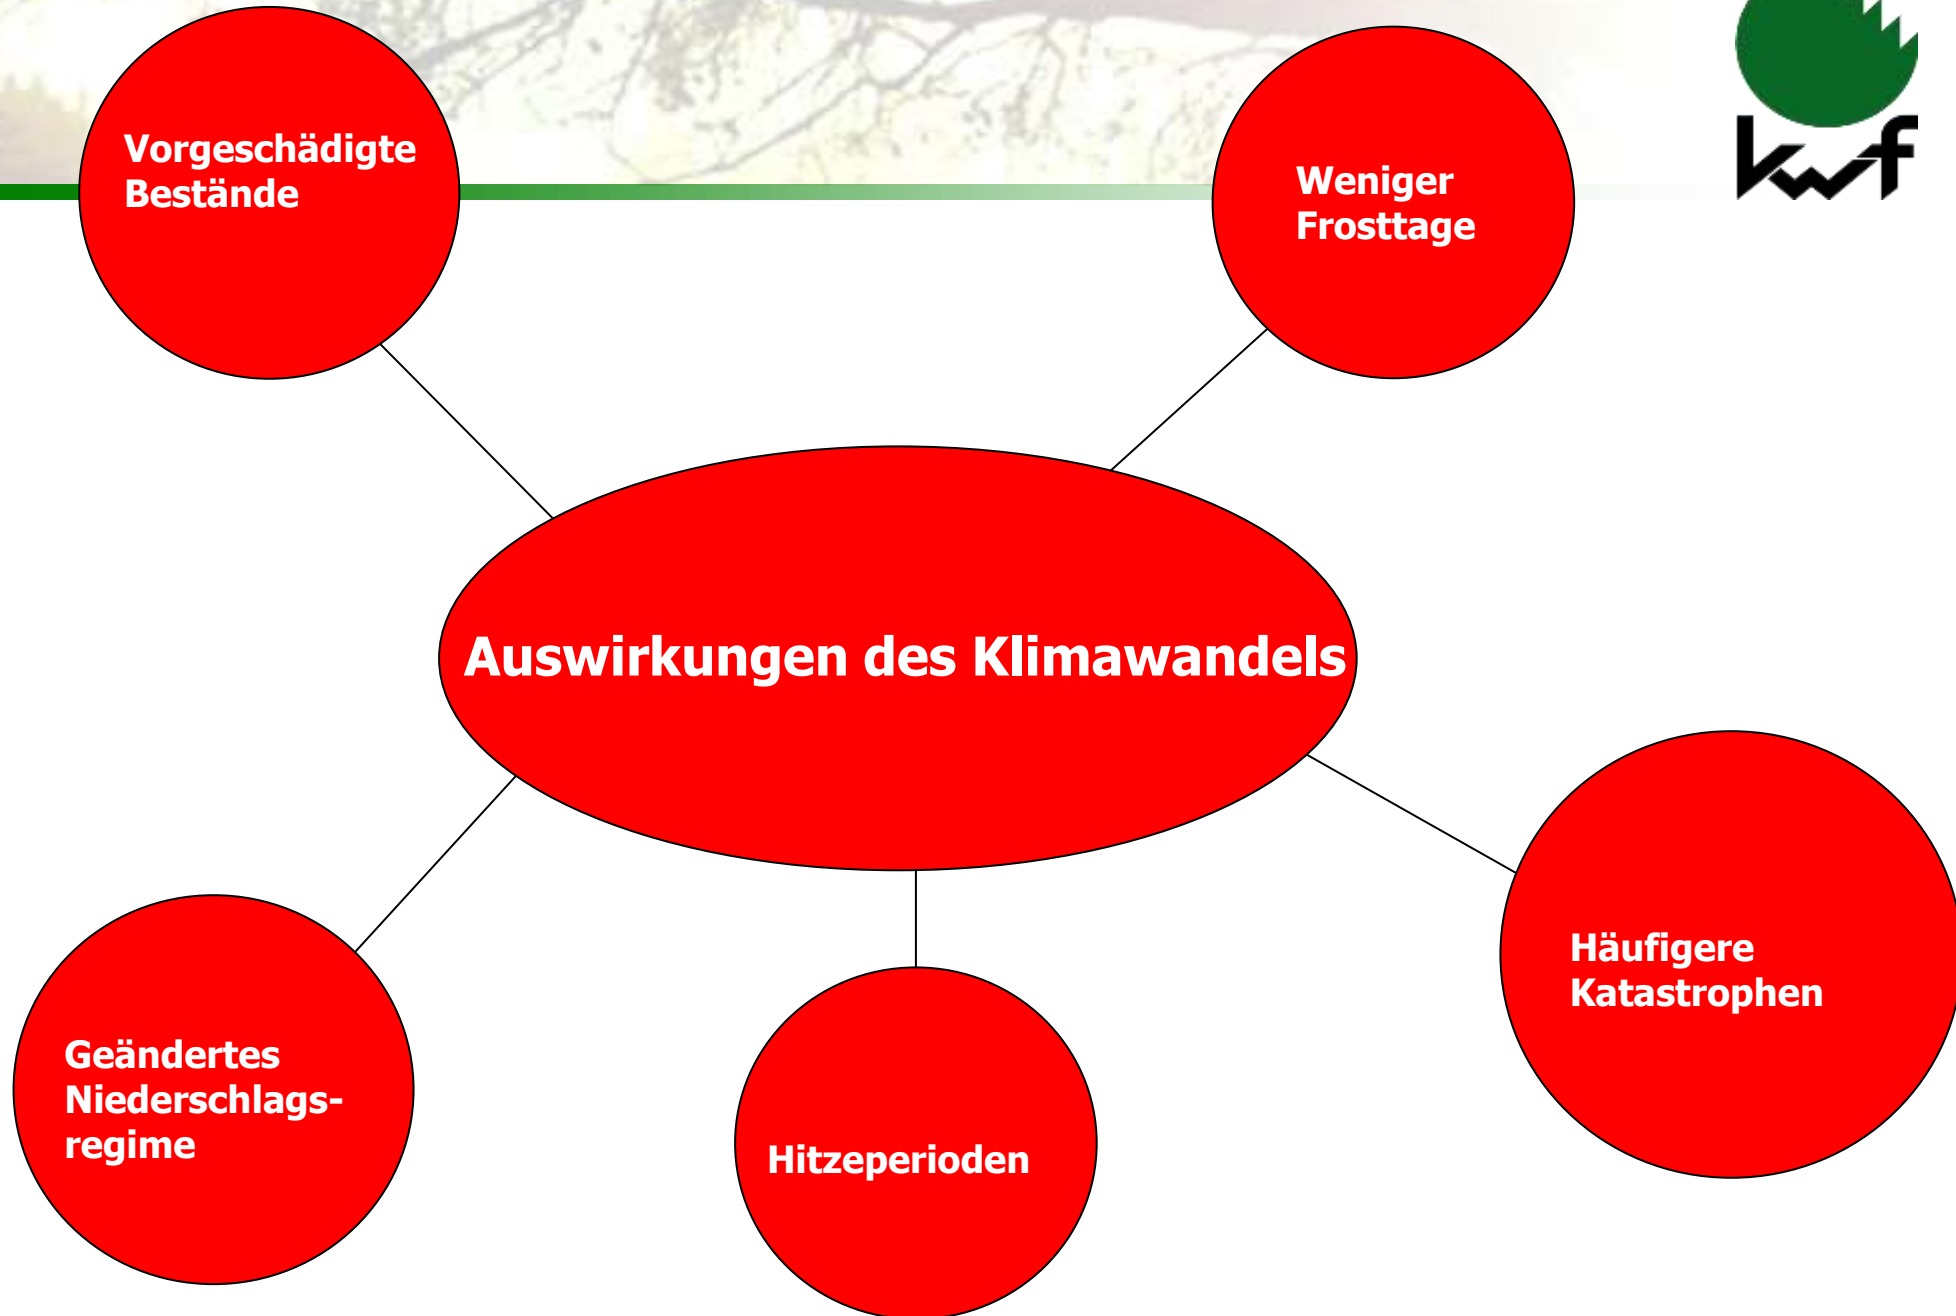 Vorgeschädigte
Bestände
Weniger
Frosttage
kwf
Auswirkungen des Klimawandels
Häufigere
Katastrophen
Geändertes
Niederschlags-
regime
Hitzeperioden